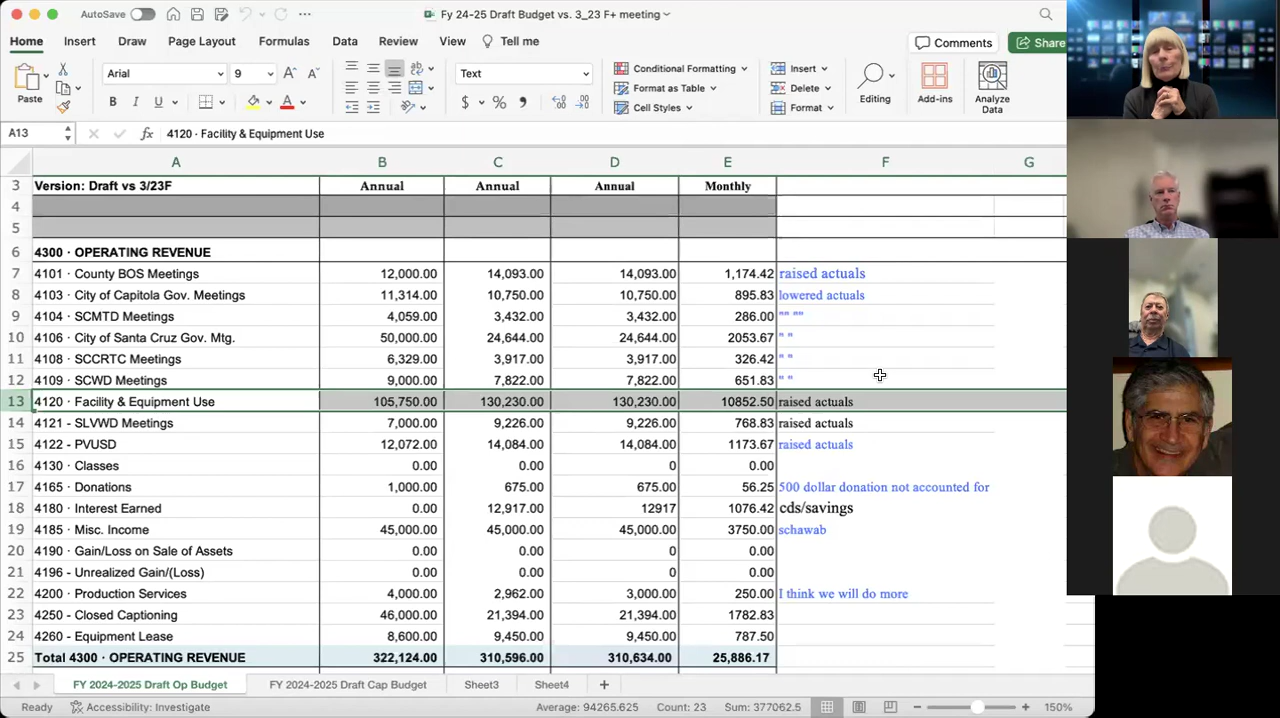 AutoSave
Fy 24-25 Draft Budget vs. 3_23 F+ meeting
Home Insert Draw Page Layout Formulas Data Review View Tell me Comments Share
Paste Arial 9 A A B I U A Text $ % Conditional Formatting Format as Table Cell Styles Insert Delete Format Editing Add-ins Analyze Data
A13 fx 4120 · Facility & Equipment Use
A B C D E F G
3 Version: Draft vs 3/23F Annual Annual Annual Monthly
4
5
6 4300 · OPERATING REVENUE
7 4101 · County BOS Meetings 12,000.00 14,093.00 14,093.00 1,174.42 raised actuals
8 4103 · City of Capitola Gov. Meetings 11,314.00 10,750.00 10,750.00 895.83 lowered actuals
9 4104 · SCMTD Meetings 4,059.00 3,432.00 3,432.00 286.00 "" ""
10 4106 · City of Santa Cruz Gov. Mtg. 50,000.00 24,644.00 24,644.00 2053.67 " "
11 4108 · SCCRTC Meetings 6,329.00 3,917.00 3,917.00 326.42 " "
12 4109 · SCWD Meetings 9,000.00 7,822.00 7,822.00 651.83 " "
13 4120 · Facility & Equipment Use 105,750.00 130,230.00 130,230.00 10852.50 raised actuals
14 4121 - SLVWD Meetings 7,000.00 9,226.00 9,226.00 768.83 raised actuals
15 4122 - PVUSD 12,072.00 14,084.00 14,084.00 1173.67 raised actuals
16 4130 · Classes 0.00 0.00 0 0.00
17 4165 · Donations 1,000.00 675.00 675.00 56.25 500 dollar donation not accounted for
18 4180 · Interest Earned 0.00 12,917.00 12917 1076.42 cds/savings
19 4185 · Misc. Income 45,000.00 45,000.00 45,000.00 3750.00 schawab
20 4190 · Gain/Loss on Sale of Assets 0.00 0.00 0 0.00
21 4196 - Unrealized Gain/(Loss) 0.00 0.00 0 0.00
22 4200 · Production Services 4,000.00 2,962.00 3,000.00 250.00 I think we will do more
23 4250 - Closed Captioning 46,000.00 21,394.00 21,394.00 1782.83
24 4260 - Equipment Lease 8,600.00 9,450.00 9,450.00 787.50
25 Total 4300 · OPERATING REVENUE 322,124.00 310,596.00 310,634.00 25,886.17
FY 2024-2025 Draft Op Budget FY 2024-2025 Draft Cap Budget Sheet3 Sheet4 +
Ready Accessibility: Investigate Average: 94265.625 Count: 23 Sum: 377062.5 150%